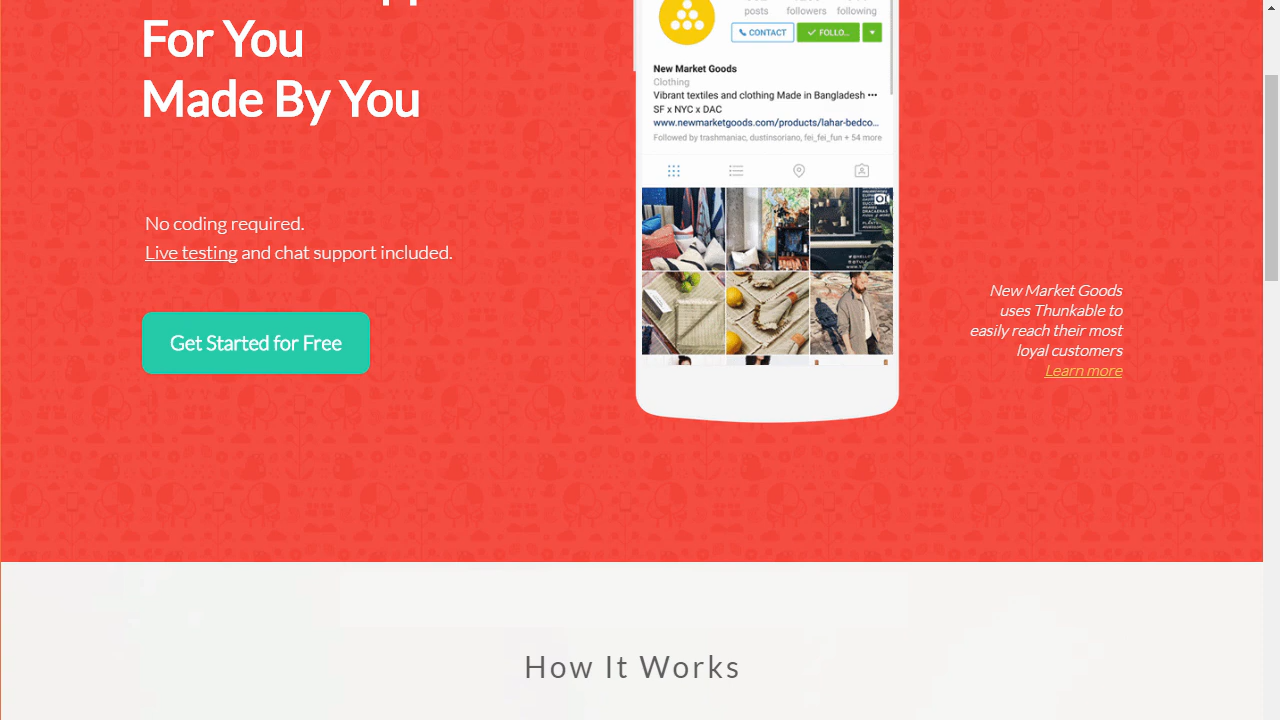 For You
Made By You
No coding required.
Live testing and chat support included.
Get Started for Free
posts followers following
CONTACT
FOLLO...
New Market Goods
Clothing
Vibrant textiles and clothing Made in Bangladesh •••
SF x NYC x DAC
www.newmarketgoods.com/products/lahar-bedco...
Followed by trashmaniac, dustinsoriano, fei_fei_fun + 54 more
New Market Goods
uses Thunkable to
easily reach their most
loyal customers
Learn more
How It Works